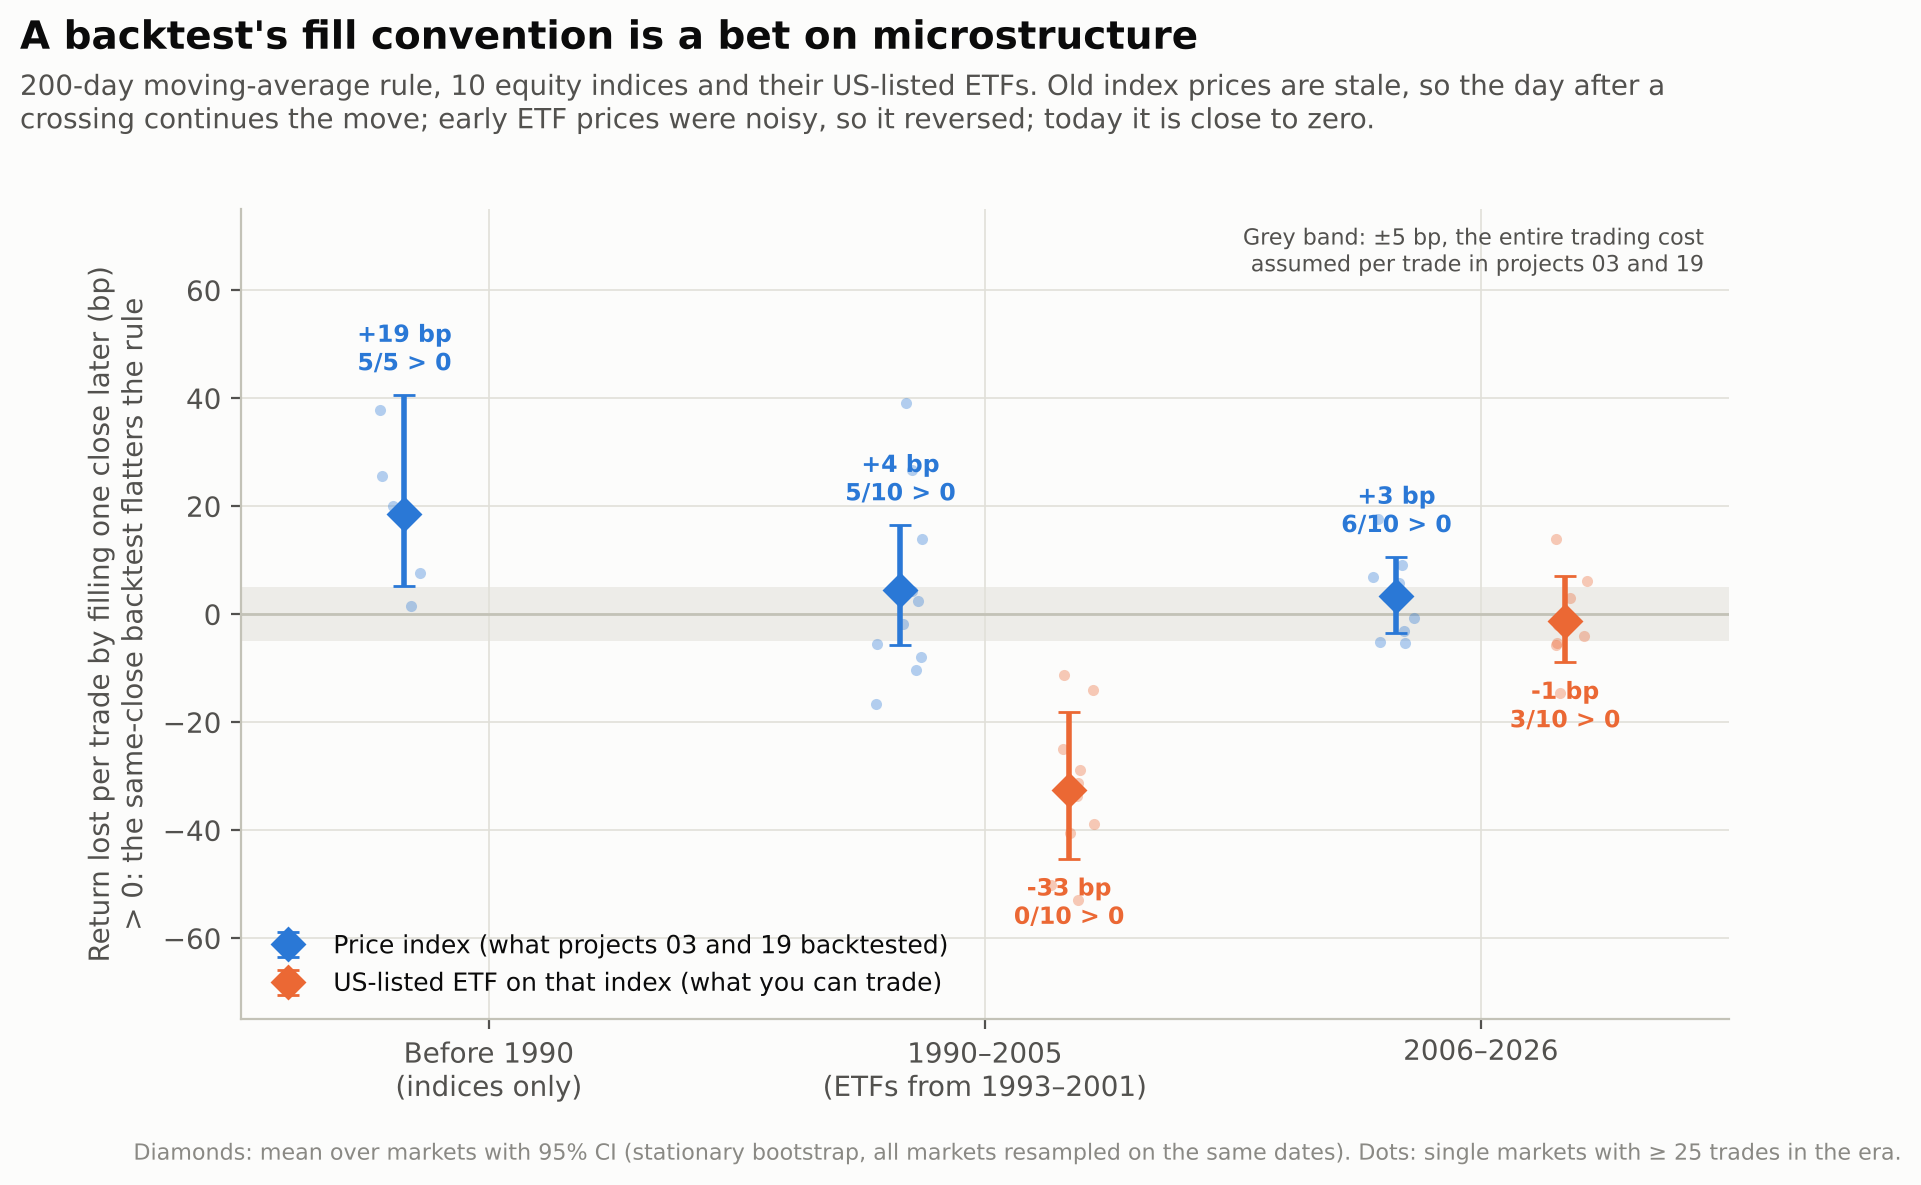 A backtest's fill convention is a bet on microstructure
200-day moving-average rule, 10 equity indices and their US-listed ETFs. Old index prices are stale, so the day after a
crossing continues the move; early ETF prices were noisy, so it reversed; today it is close to zero.
Grey band: ±5 bp, the entire trading cost
assumed per trade in projects 03 and 19
Return lost per trade by filling one close later (bp)
> 0: the same-close backtest flatters the rule
60
40
20
0
−20
−40
−60
+19 bp
5/5 > 0
+4 bp
5/10 > 0
-33 bp
0/10 > 0
+3 bp
6/10 > 0
-1 bp
3/10 > 0
Price index (what projects 03 and 19 backtested)
US-listed ETF on that index (what you can trade)
Before 1990
(indices only)
1990–2005
(ETFs from 1993–2001)
2006–2026
Diamonds: mean over markets with 95% CI (stationary bootstrap, all markets resampled on the same dates). Dots: single markets with ≥ 25 trades in the era.